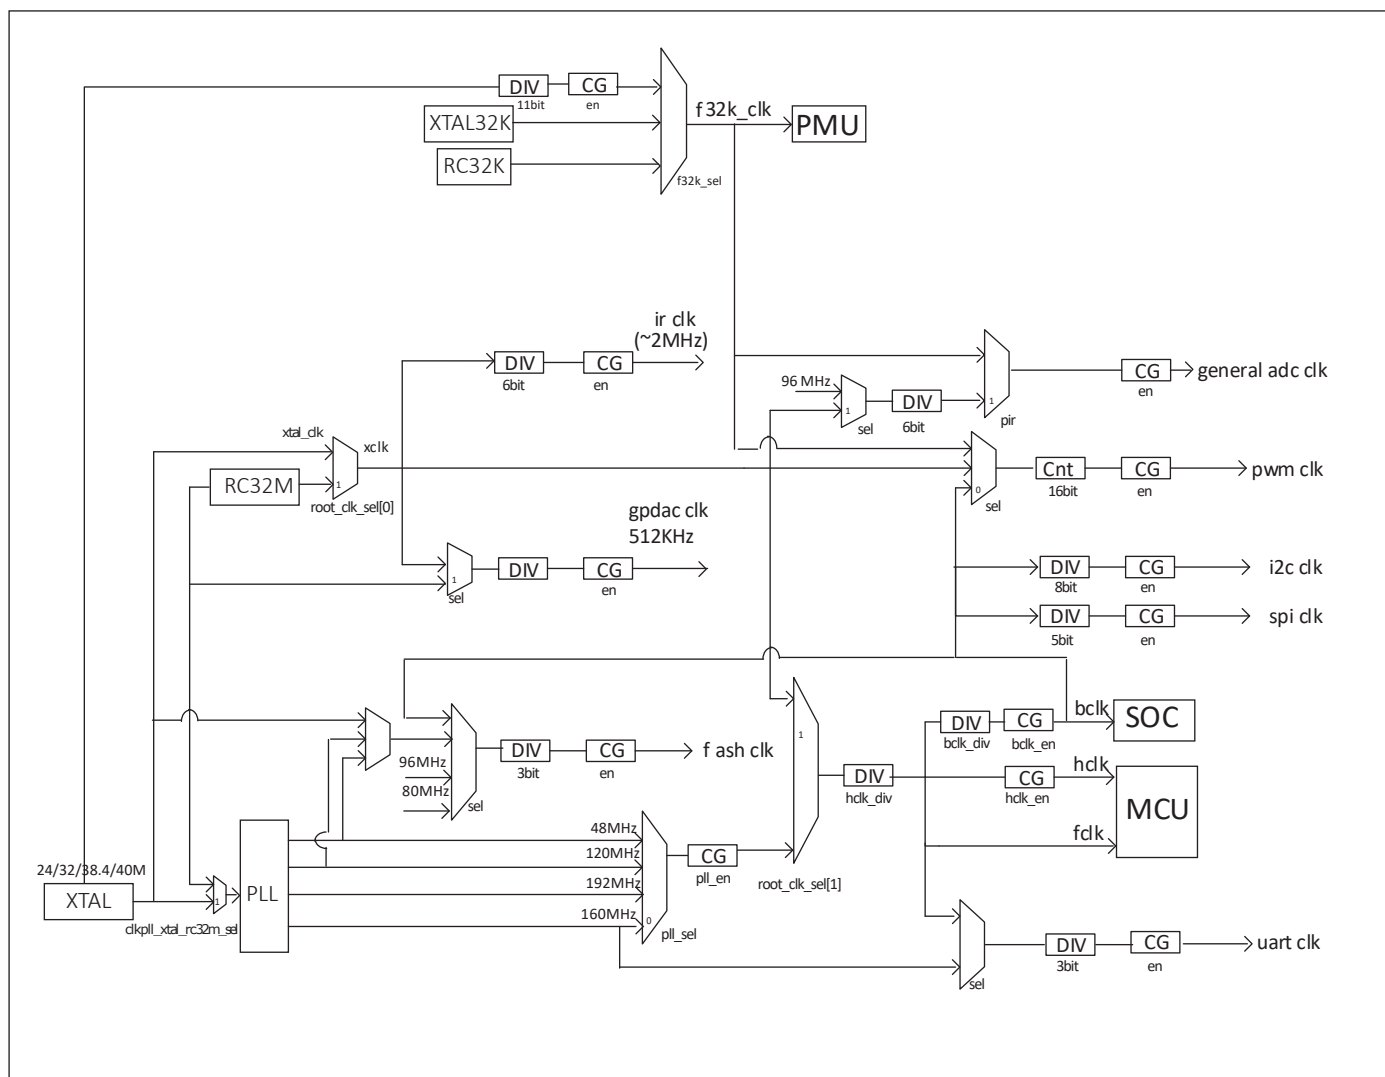 DIV
CG
11bit
en
XTAL32K
RC32K
f32k_clk
PMU
f32k_sel
ir clk
(~2MHz)
DIV
CG
6bit
en
96 MHz
1
sel
DIV
6bit
1
pir
CG
en
general adc clk
xtal_clk
xclk
RC32M
1
root_clk_sel[0]
0
sel
Cnt
16bit
CG
en
pwm clk
gpdac clk
512KHz
1
sel
DIV
CG
en
DIV
8bit
CG
en
i2c clk
DIV
5bit
CG
en
spi clk
96MHz
80MHz
sel
DIV
3bit
CG
en
f ash clk
1
root_clk_sel[1]
DIV
hclk_div
DIV
bclk_div
CG
bclk_en
bclk
SOC
CG
hclk_en
hclk
fclk
MCU
24/32/38.4/40M
XTAL
1
clkpll_xtal_rc32m_sel
PLL
48MHz
120MHz
192MHz
160MHz
0
pll_sel
CG
pll_en
sel
DIV
3bit
CG
en
uart clk